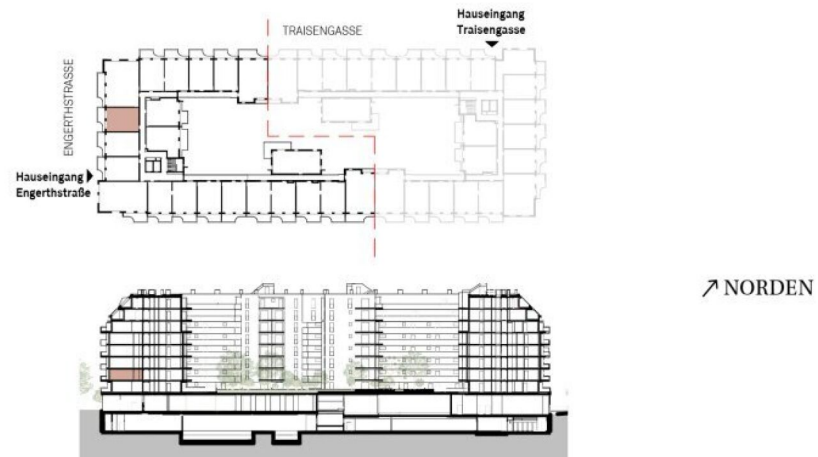 Hauseingang
Traisengasse
TRAISENGASSE
ENGERTHSTRASSE
Hauseingang
Engerthstraße
↗ NORDEN